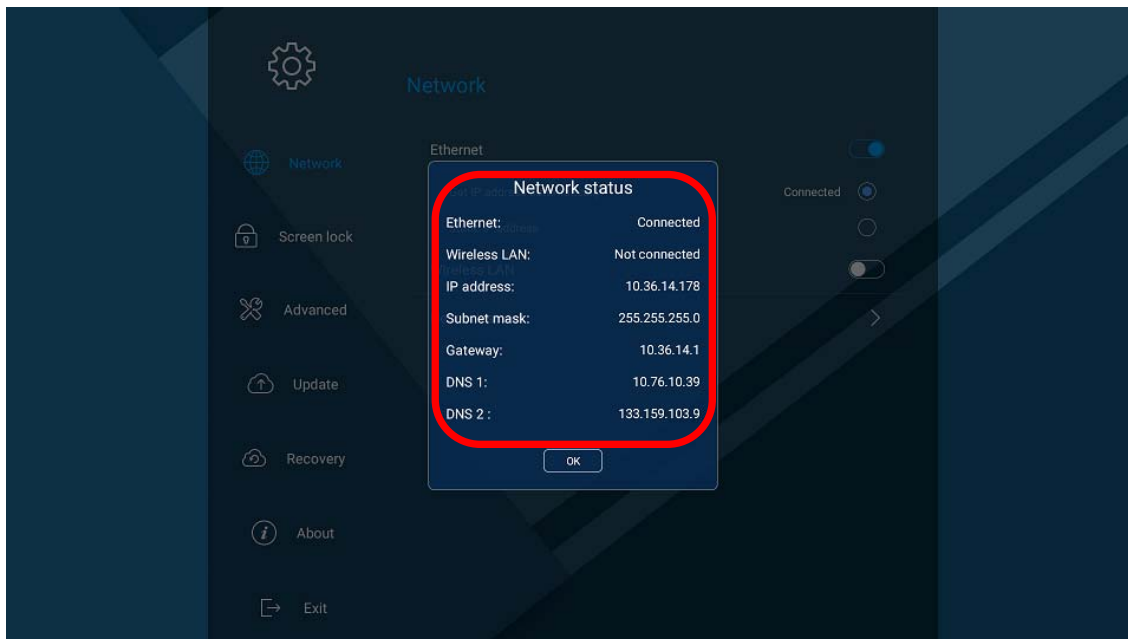 Network
Network
Ethernet
Connected
Network status
Ethernet: Connected
Wireless LAN: Not connected
IP address: 10.36.14.178
Subnet mask: 255.255.255.0
Gateway: 10.36.14.1
DNS 1: 10.76.10.39
DNS 2 : 133.159.103.9
OK
Screen lock
Wireless LAN
Advanced
Update
Recovery
About
Exit